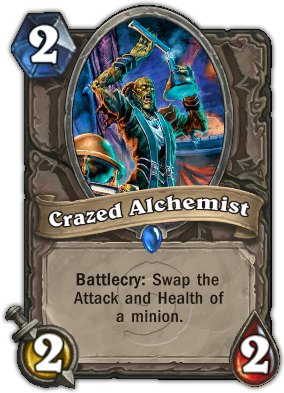 2
Crazed Alchemist
Battlecry: Swap the
Attack and Health of
a minion.
2
2